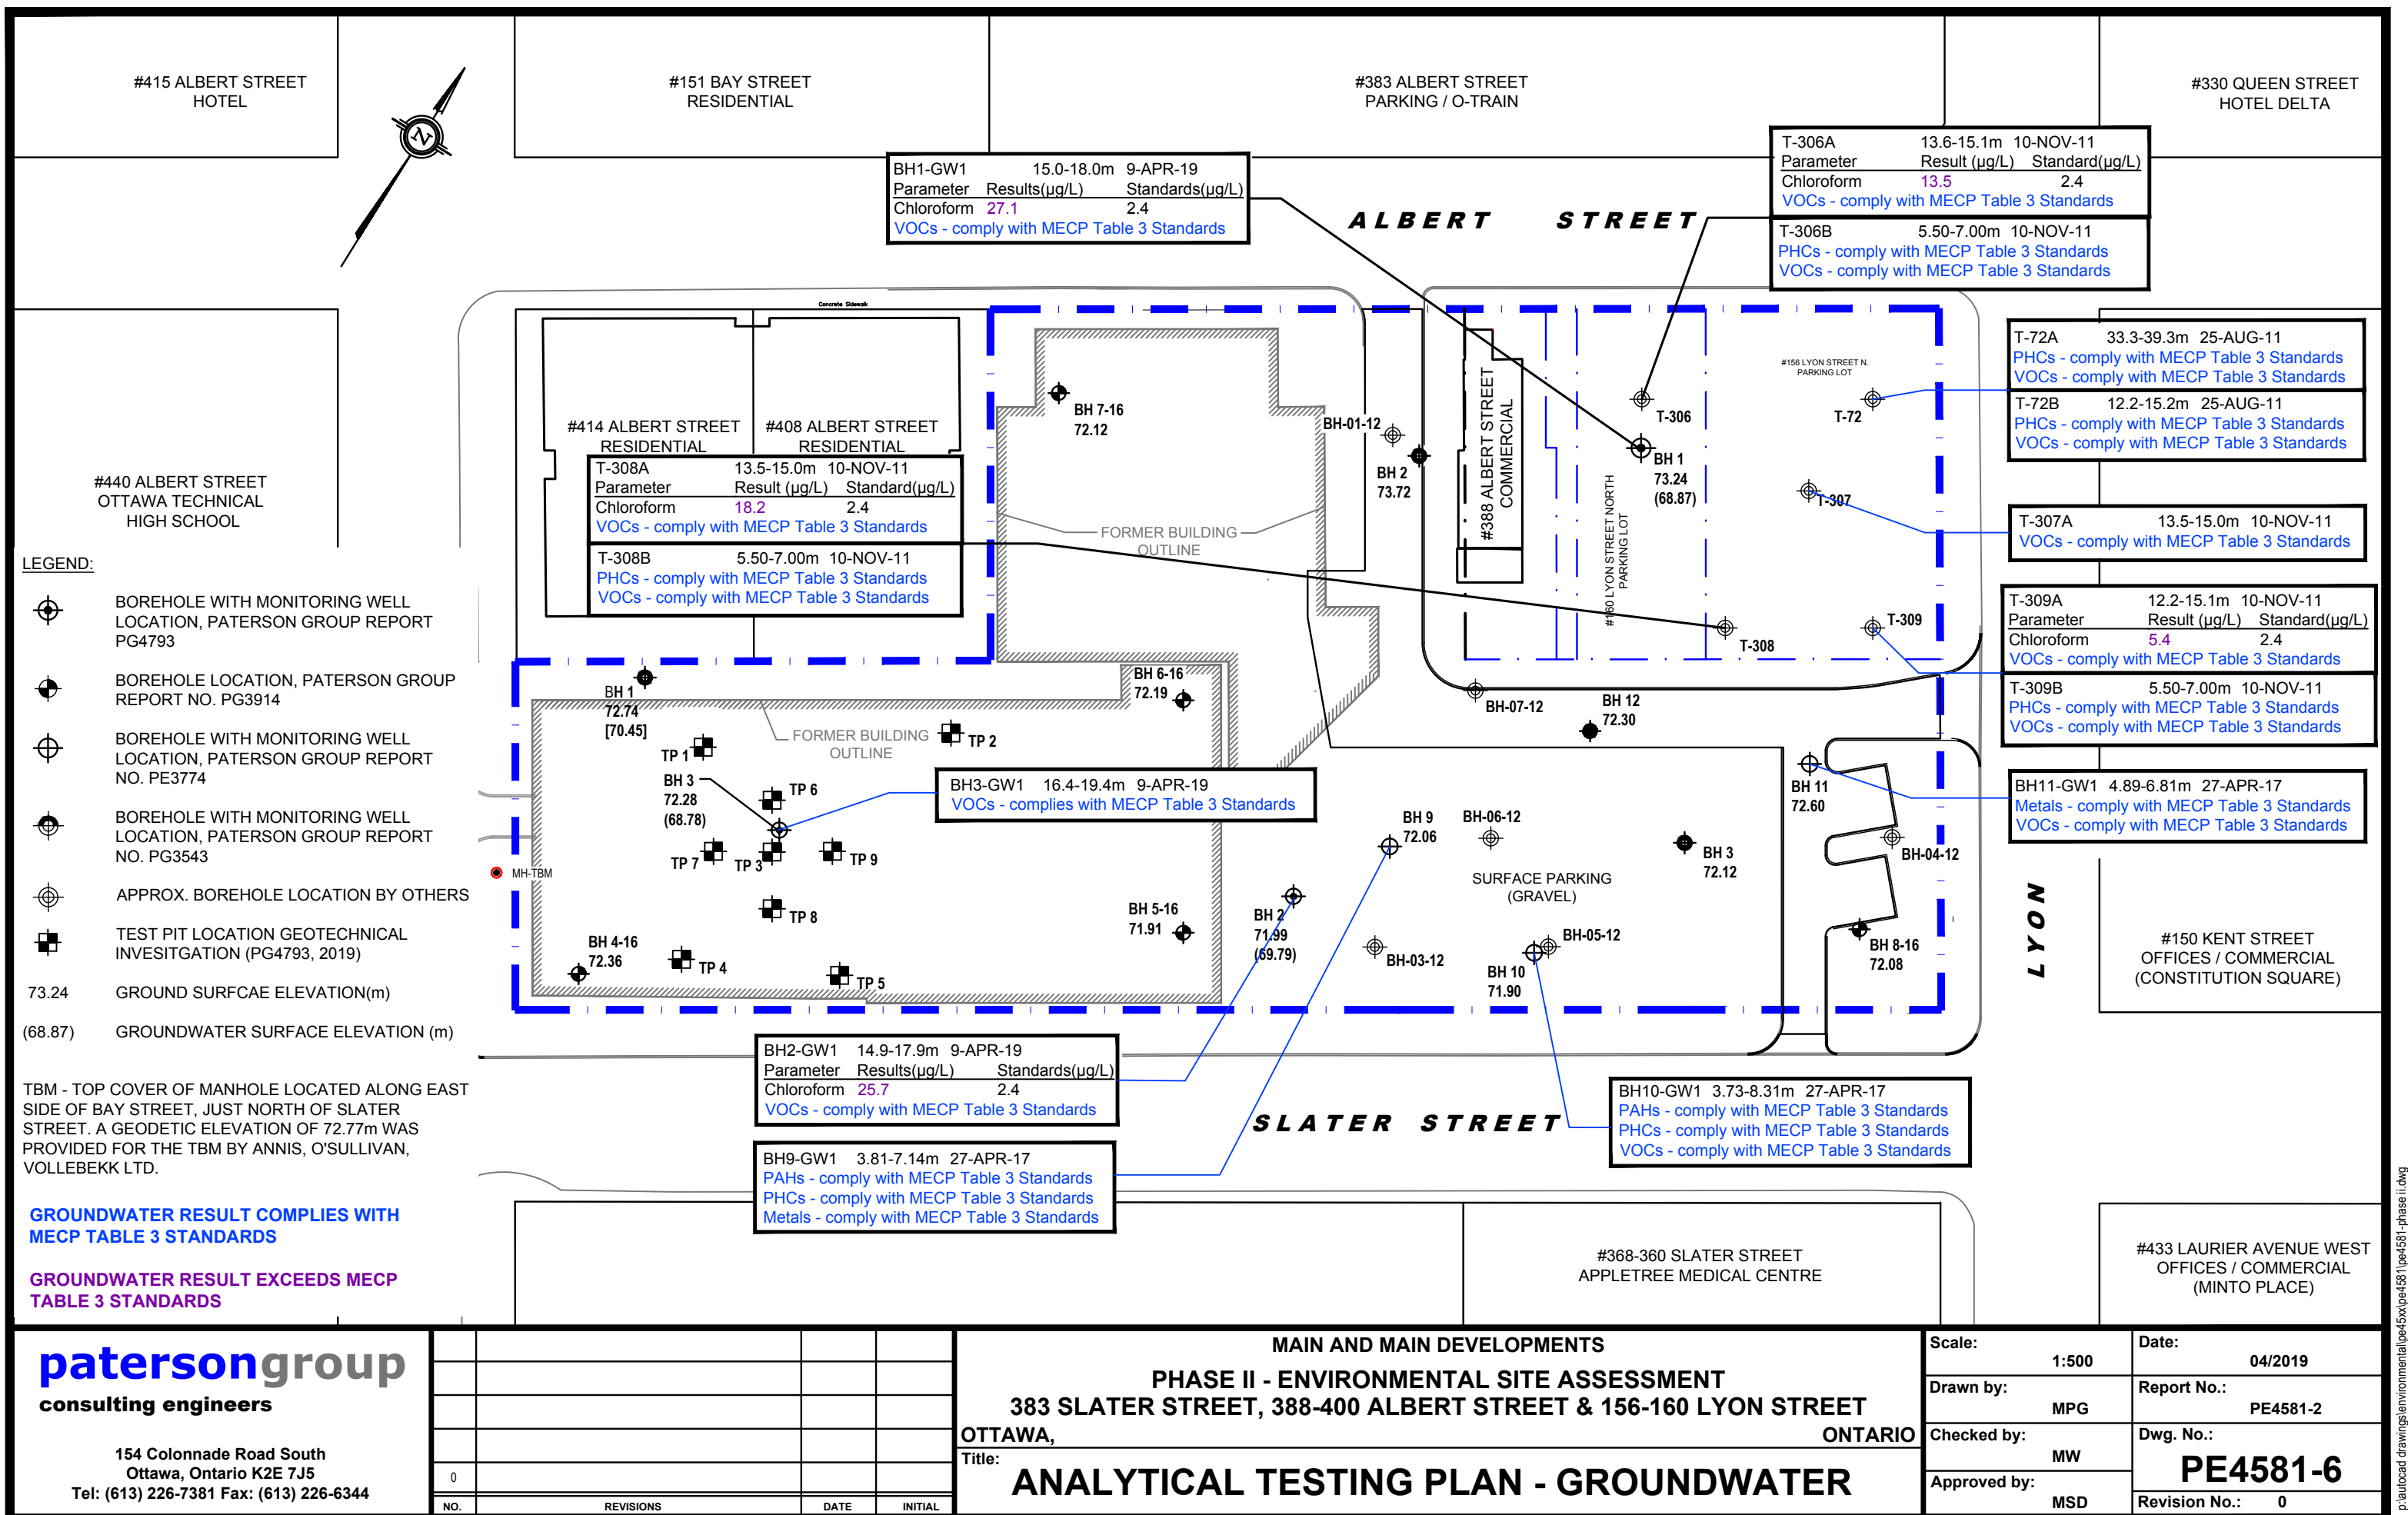 #415 ALBERT STREET
HOTEL
#151 BAY STREET
RESIDENTIAL
#383 ALBERT STREET
PARKING / O-TRAIN
#330 QUEEN STREET
HOTEL DELTA
N
BH1-GW1 15.0-18.0m 9-APR-19
Parameter Results(µg/L) Standards(µg/L)
Chloroform 27.1 2.4
VOCs - comply with MECP Table 3 Standards
T-306A 13.6-15.1m 10-NOV-11
Parameter Result (µg/L) Standard(µg/L)
Chloroform 13.5 2.4
VOCs - comply with MECP Table 3 Standards
T-306B 5.50-7.00m 10-NOV-11
PHCs - comply with MECP Table 3 Standards
VOCs - comply with MECP Table 3 Standards
ALBERT STREET
Concrete Sidewalk
T-72A 33.3-39.3m 25-AUG-11
PHCs - comply with MECP Table 3 Standards
VOCs - comply with MECP Table 3 Standards
T-72B 12.2-15.2m 25-AUG-11
PHCs - comply with MECP Table 3 Standards
VOCs - comply with MECP Table 3 Standards
#156 LYON STREET N.
PARKING LOT
#414 ALBERT STREET
RESIDENTIAL
#408 ALBERT STREET
RESIDENTIAL
BH 7-16
72.12
BH-01-12
BH 2
73.72
#388 ALBERT STREET
COMMERCIAL
T-306
T-72
BH 1
73.24
(68.87)
T-307
#160 LYON STREET NORTH
PARKING LOT
#440 ALBERT STREET
OTTAWA TECHNICAL
HIGH SCHOOL
T-308A 13.5-15.0m 10-NOV-11
Parameter Result (µg/L) Standard(µg/L)
Chloroform 18.2 2.4
VOCs - comply with MECP Table 3 Standards
T-308B 5.50-7.00m 10-NOV-11
PHCs - comply with MECP Table 3 Standards
VOCs - comply with MECP Table 3 Standards
FORMER BUILDING
OUTLINE
T-307A 13.5-15.0m 10-NOV-11
VOCs - comply with MECP Table 3 Standards
T-309A 12.2-15.1m 10-NOV-11
Parameter Result (µg/L) Standard(µg/L)
Chloroform 5.4 2.4
VOCs - comply with MECP Table 3 Standards
T-309B 5.50-7.00m 10-NOV-11
PHCs - comply with MECP Table 3 Standards
VOCs - comply with MECP Table 3 Standards
T-308
T-309
LEGEND:
BOREHOLE WITH MONITORING WELL
LOCATION, PATERSON GROUP REPORT
PG4793
BOREHOLE LOCATION, PATERSON GROUP
REPORT NO. PG3914
BOREHOLE WITH MONITORING WELL
LOCATION, PATERSON GROUP REPORT
NO. PE3774
BOREHOLE WITH MONITORING WELL
LOCATION, PATERSON GROUP REPORT
NO. PG3543
APPROX. BOREHOLE LOCATION BY OTHERS
TEST PIT LOCATION GEOTECHNICAL
INVESITGATION (PG4793, 2019)
73.24 GROUND SURFCAE ELEVATION(m)
(68.87) GROUNDWATER SURFACE ELEVATION (m)
TBM - TOP COVER OF MANHOLE LOCATED ALONG EAST
SIDE OF BAY STREET, JUST NORTH OF SLATER
STREET. A GEODETIC ELEVATION OF 72.77m WAS
PROVIDED FOR THE TBM BY ANNIS, O'SULLIVAN,
VOLLEBEKK LTD.
GROUNDWATER RESULT COMPLIES WITH
MECP TABLE 3 STANDARDS
GROUNDWATER RESULT EXCEEDS MECP
TABLE 3 STANDARDS
BH 1
72.74
[70.45]
BH 6-16
72.19
BH-07-12
BH 12
72.30
FORMER BUILDING
OUTLINE
TP 1
TP 2
BH 3
72.28
(68.78)
TP 6
BH3-GW1 16.4-19.4m 9-APR-19
VOCs - complies with MECP Table 3 Standards
TP 7
TP 3
TP 9
MH-TBM
TP 8
BH 9
72.06
BH-06-12
BH 3
72.12
BH 11
72.60
BH-04-12
BH11-GW1 4.89-6.81m 27-APR-17
Metals - comply with MECP Table 3 Standards
VOCs - comply with MECP Table 3 Standards
SURFACE PARKING
(GRAVEL)
BH 4-16
72.36
TP 4
TP 5
BH 5-16
71.91
BH 2
71.99
(69.79)
BH-03-12
BH-05-12
BH 10
71.90
BH 8-16
72.08
LYON
#150 KENT STREET
OFFICES / COMMERCIAL
(CONSTITUTION SQUARE)
BH2-GW1 14.9-17.9m 9-APR-19
Parameter Results(µg/L) Standards(µg/L)
Chloroform 25.7 2.4
VOCs - comply with MECP Table 3 Standards
BH9-GW1 3.81-7.14m 27-APR-17
PAHs - comply with MECP Table 3 Standards
PHCs - comply with MECP Table 3 Standards
Metals - comply with MECP Table 3 Standards
SLATER STREET
BH10-GW1 3.73-8.31m 27-APR-17
PAHs - comply with MECP Table 3 Standards
PHCs - comply with MECP Table 3 Standards
VOCs - comply with MECP Table 3 Standards
#368-360 SLATER STREET
APPLETREE MEDICAL CENTRE
#433 LAURIER AVENUE WEST
OFFICES / COMMERCIAL
(MINTO PLACE)
p:\autocad drawings\environmental\pe45xx\pe4581\pe4581-phase ii.dwg
patersongroup
consulting engineers
154 Colonnade Road South
Ottawa, Ontario K2E 7J5
Tel: (613) 226-7381 Fax: (613) 226-6344
0
NO. REVISIONS DATE INITIAL
MAIN AND MAIN DEVELOPMENTS
PHASE II - ENVIRONMENTAL SITE ASSESSMENT
383 SLATER STREET, 388-400 ALBERT STREET & 156-160 LYON STREET
OTTAWA, ONTARIO
Title:
ANALYTICAL TESTING PLAN - GROUNDWATER
Scale:
1:500
Date:
04/2019
Drawn by:
MPG
Report No.:
PE4581-2
Checked by:
MW
Dwg. No.:
PE4581-6
Approved by:
MSD
Revision No.: 0